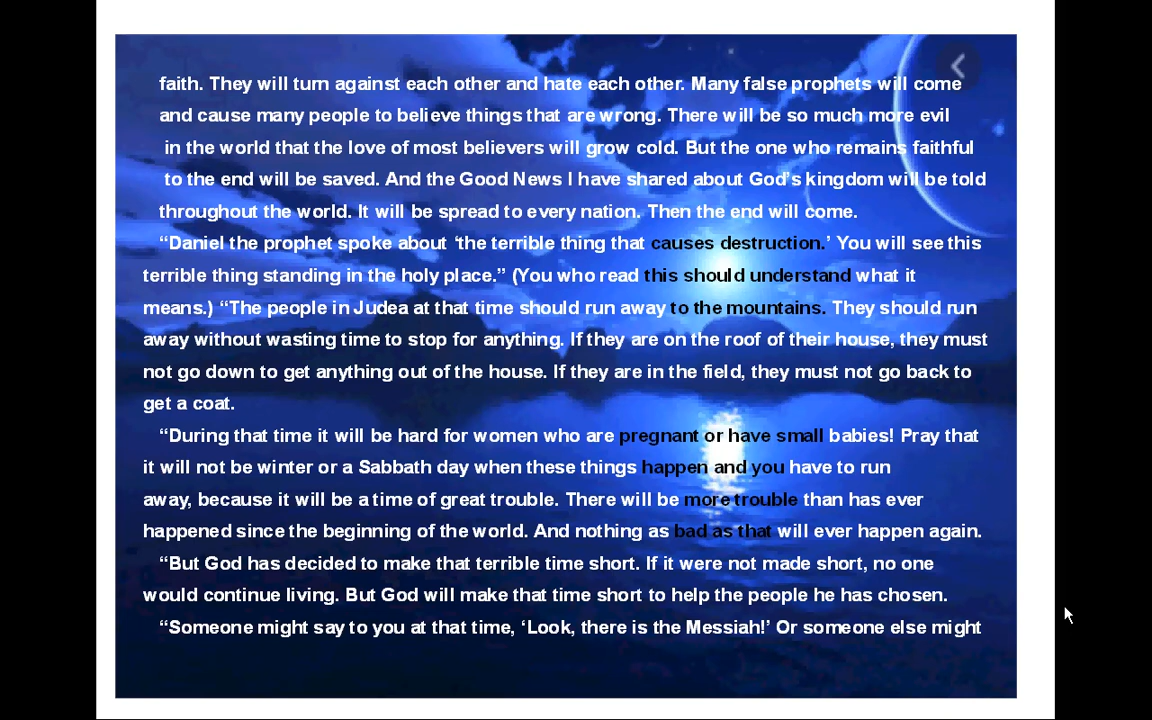 faith. They will turn against each other and hate each other. Many false prophets will come
and cause many people to believe things that are wrong. There will be so much more evil
in the world that the love of most believers will grow cold. But the one who remains faithful
to the end will be saved. And the Good News I have shared about God’s kingdom will be told
throughout the world. It will be spread to every nation. Then the end will come.
“Daniel the prophet spoke about ‘the terrible thing that causes destruction.’ You will see this
terrible thing standing in the holy place.” (You who read this should understand what it
means.) “The people in Judea at that time should run away to the mountains. They should run
away without wasting time to stop for anything. If they are on the roof of their house, they must
not go down to get anything out of the house. If they are in the field, they must not go back to
get a coat.
“During that time it will be hard for women who are pregnant or have small babies! Pray that
it will not be winter or a Sabbath day when these things happen and you have to run
away, because it will be a time of great trouble. There will be more trouble than has ever
happened since the beginning of the world. And nothing as bad as that will ever happen again.
“But God has decided to make that terrible time short. If it were not made short, no one
would continue living. But God will make that time short to help the people he has chosen.
“Someone might say to you at that time, ‘Look, there is the Messiah!’ Or someone else might